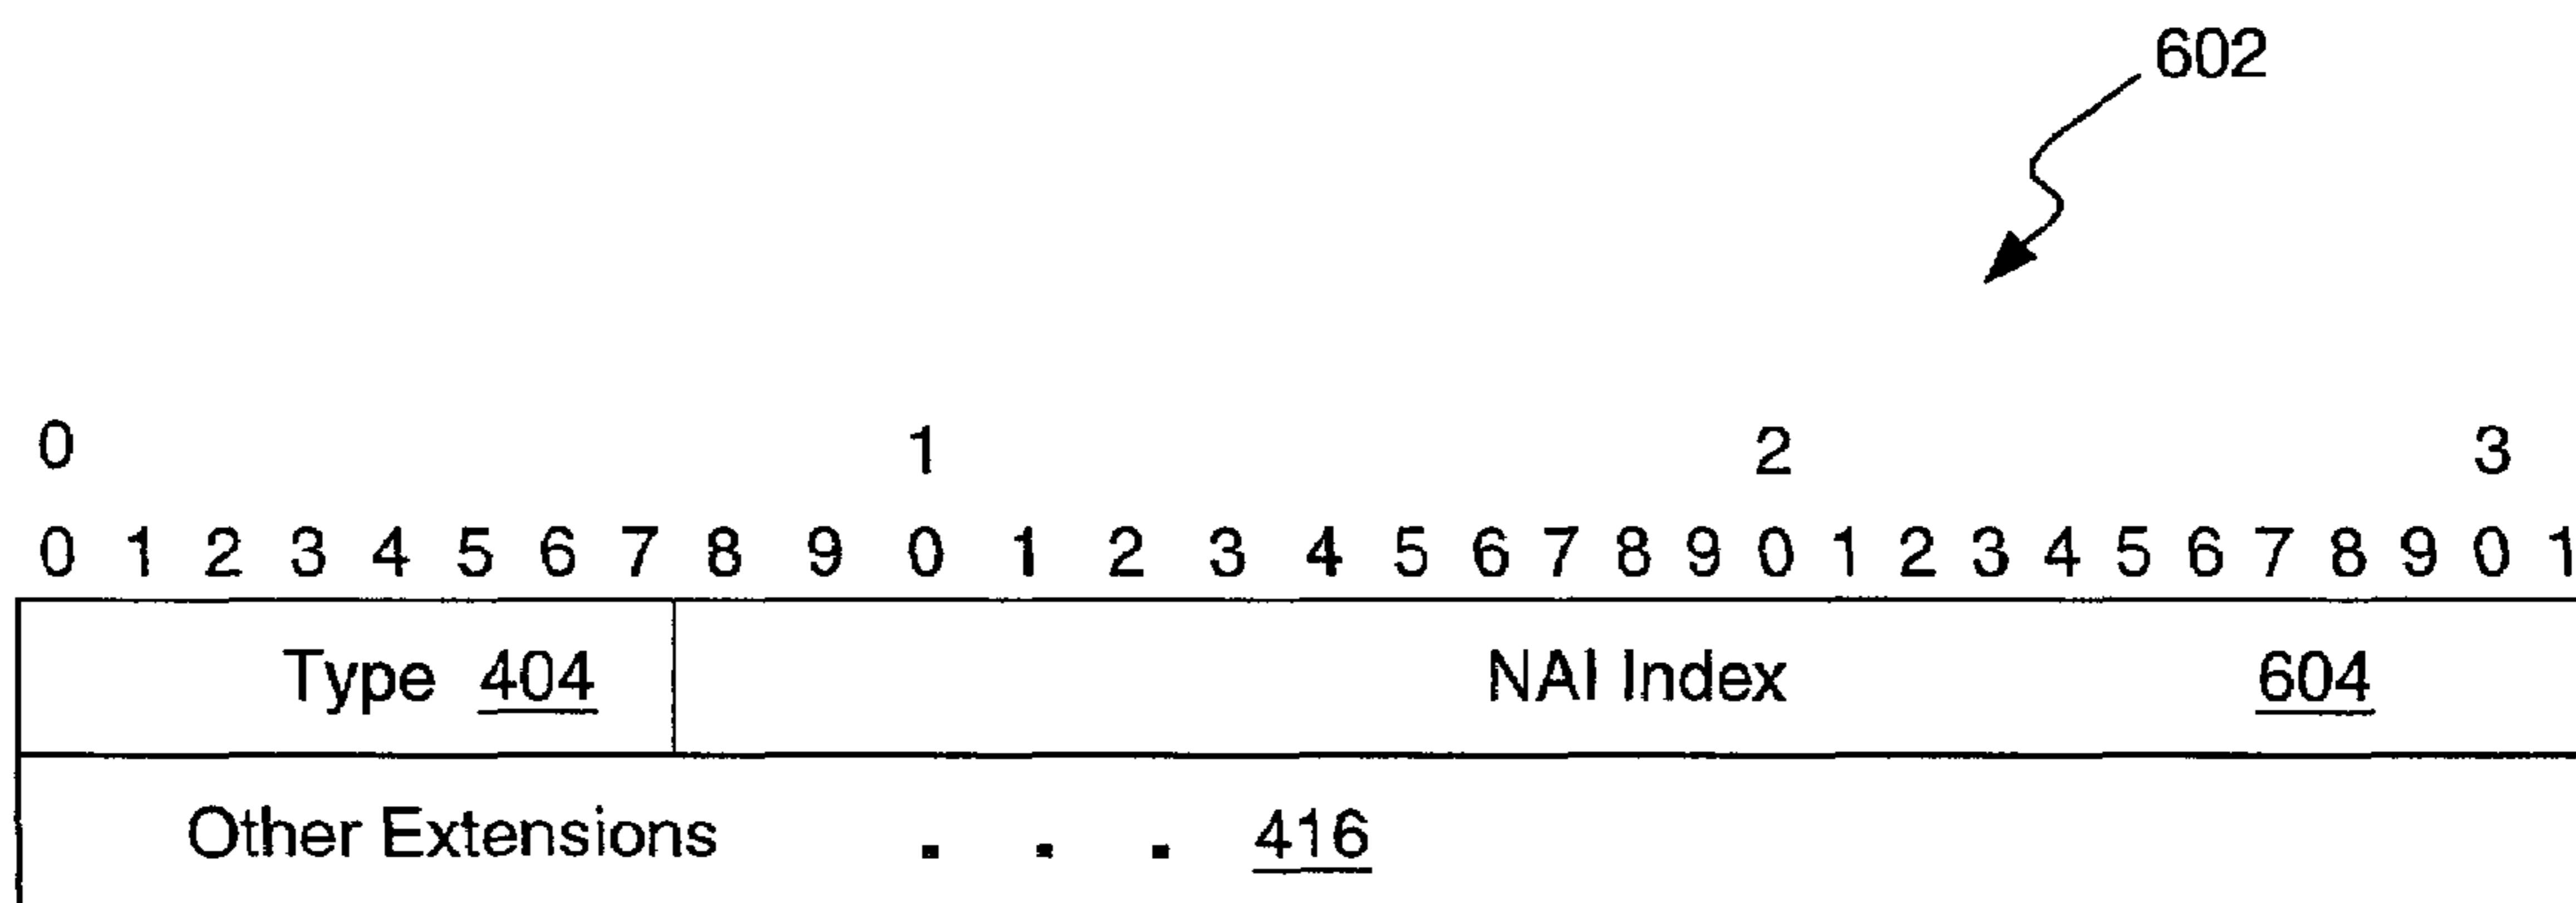 602
0 1 2 3
0 1 2 3 4 5 6 7 8 9 0 1 2 3 4 5 6 7 8 9 0 1 2 3 4 5 6 7 8 9 0 1
Type 404 NAI Index 604
Other Extensions . . . 416